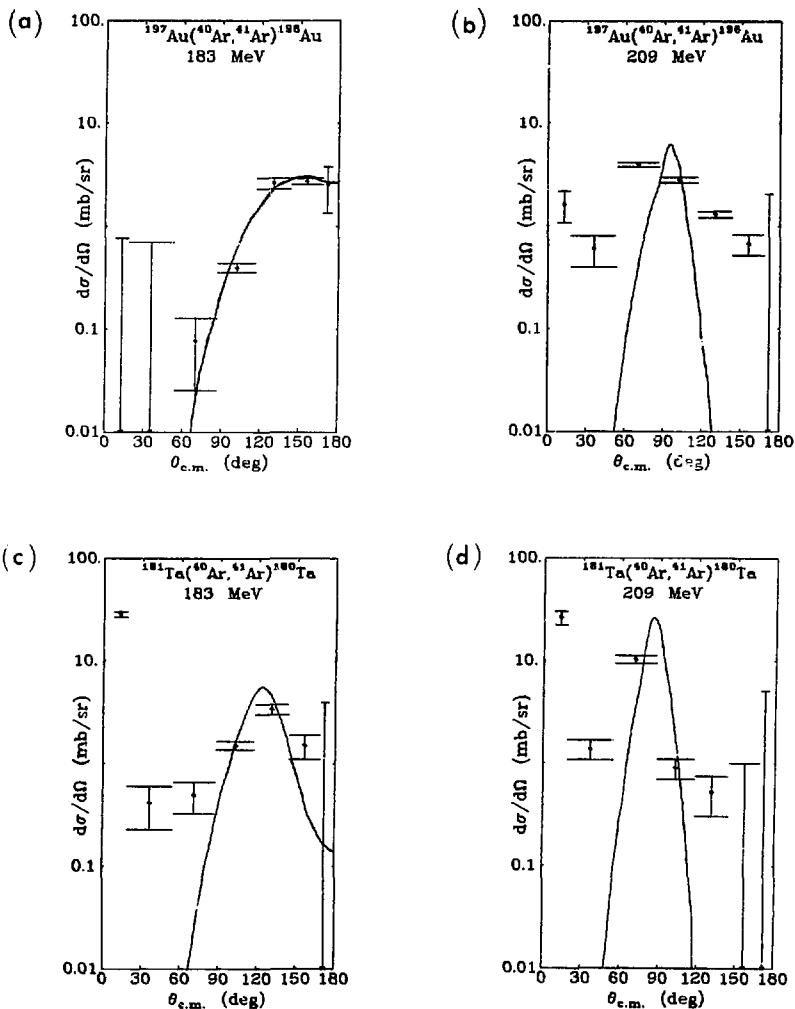 (a)
¹⁹⁷Au(⁴⁰Ar,⁴¹Ar)¹⁹⁶Au
183 MeV
100.
10.
0.1
0.01
dσ/dΩ (mb/sr)
0 30 60 90 120 150 180
θc.m. (deg)
(b)
¹⁹⁷Au(⁴⁰Ar,⁴¹Ar)¹⁹⁶Au
209 MeV
100.
10.
0.1
0.01
dσ/dΩ (mb/sr)
0 30 60 90 120 150 180
θc.m. (deg)
(c)
¹⁸¹Ta(⁴⁰Ar,⁴¹Ar)¹⁸⁰Ta
183 MeV
100.
10.
0.1
0.01
dσ/dΩ (mb/sr)
0 30 60 90 120 150 180
θc.m. (deg)
(d)
¹⁸¹Ta(⁴⁰Ar,⁴¹Ar)¹⁸⁰Ta
209 MeV
100.
10.
0.1
0.01
dσ/dΩ (mb/sr)
0 30 60 90 120 150 180
θc.m. (deg)